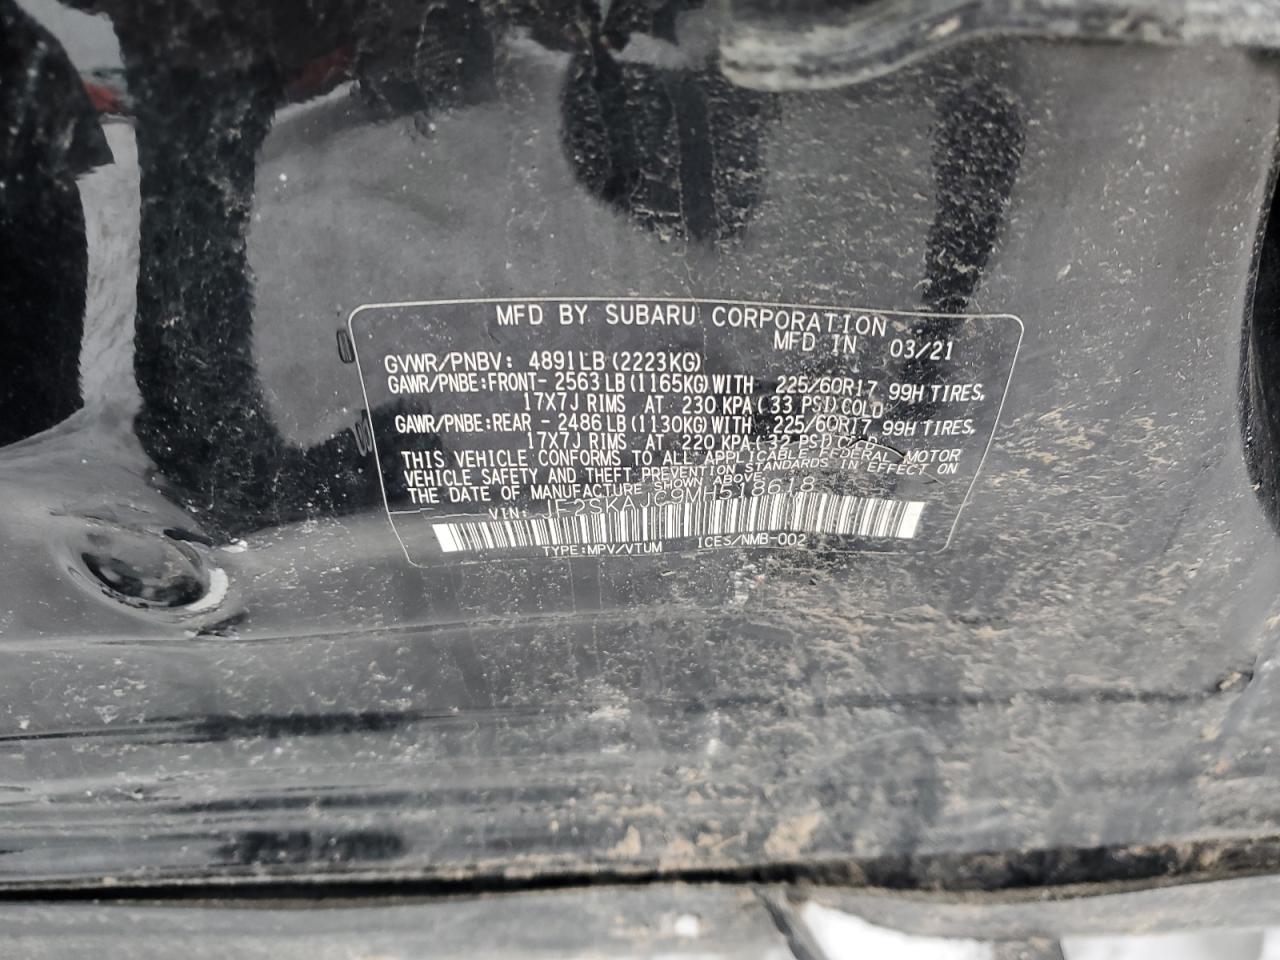 MFD BY SUBARU CORPORATION
MFD IN 03/21
GVWR/PNBV: 4891LB (2223KG)
GAWR/PNBE:FRONT- 2563 LB (1165KG) WITH 225/60R17 99H TIRES,
17X7J RIMS AT 230 KPA (33 PSI) COLD
GAWR/PNBE:REAR - 2486 LB (1130KG) WITH 225/60R17 99H TIRES,
17X7J RIMS AT 220 KPA (32 PSI) COLD
THIS VEHICLE CONFORMS TO ALL APPLICABLE FEDERAL MOTOR
VEHICLE SAFETY AND THEFT PREVENTION STANDARDS IN EFFECT ON
THE DATE OF MANUFACTURE SHOWN ABOVE.
VIN: JF2SKAJC9MH518618
TYPE:MPV/VTUM ICES/NMB-002